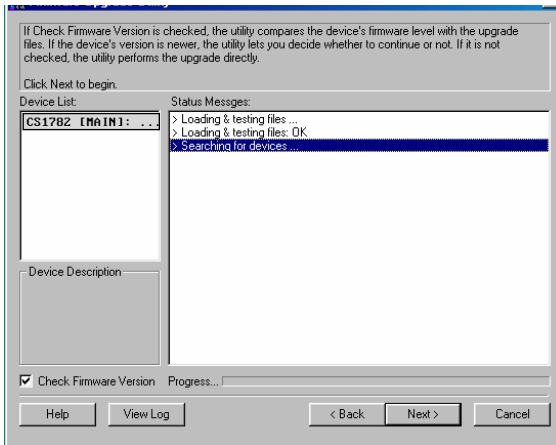 Firmware Upgrade Utility
If Check Firmware Version is checked, the utility compares the device's firmware level with the upgrade
files. If the device's version is newer, the utility lets you decide whether to continue or not. If it is not
checked, the utility performs the upgrade directly.
Click Next to begin.
Device List:
Status Messges:
CS1782 [MAIN]: ...
> Loading & testing files ...
> Loading & testing files: OK
> Searching for devices ...
Device Description
Check Firmware Version
Progress...
Help
View Log
< Back
Next >
Cancel